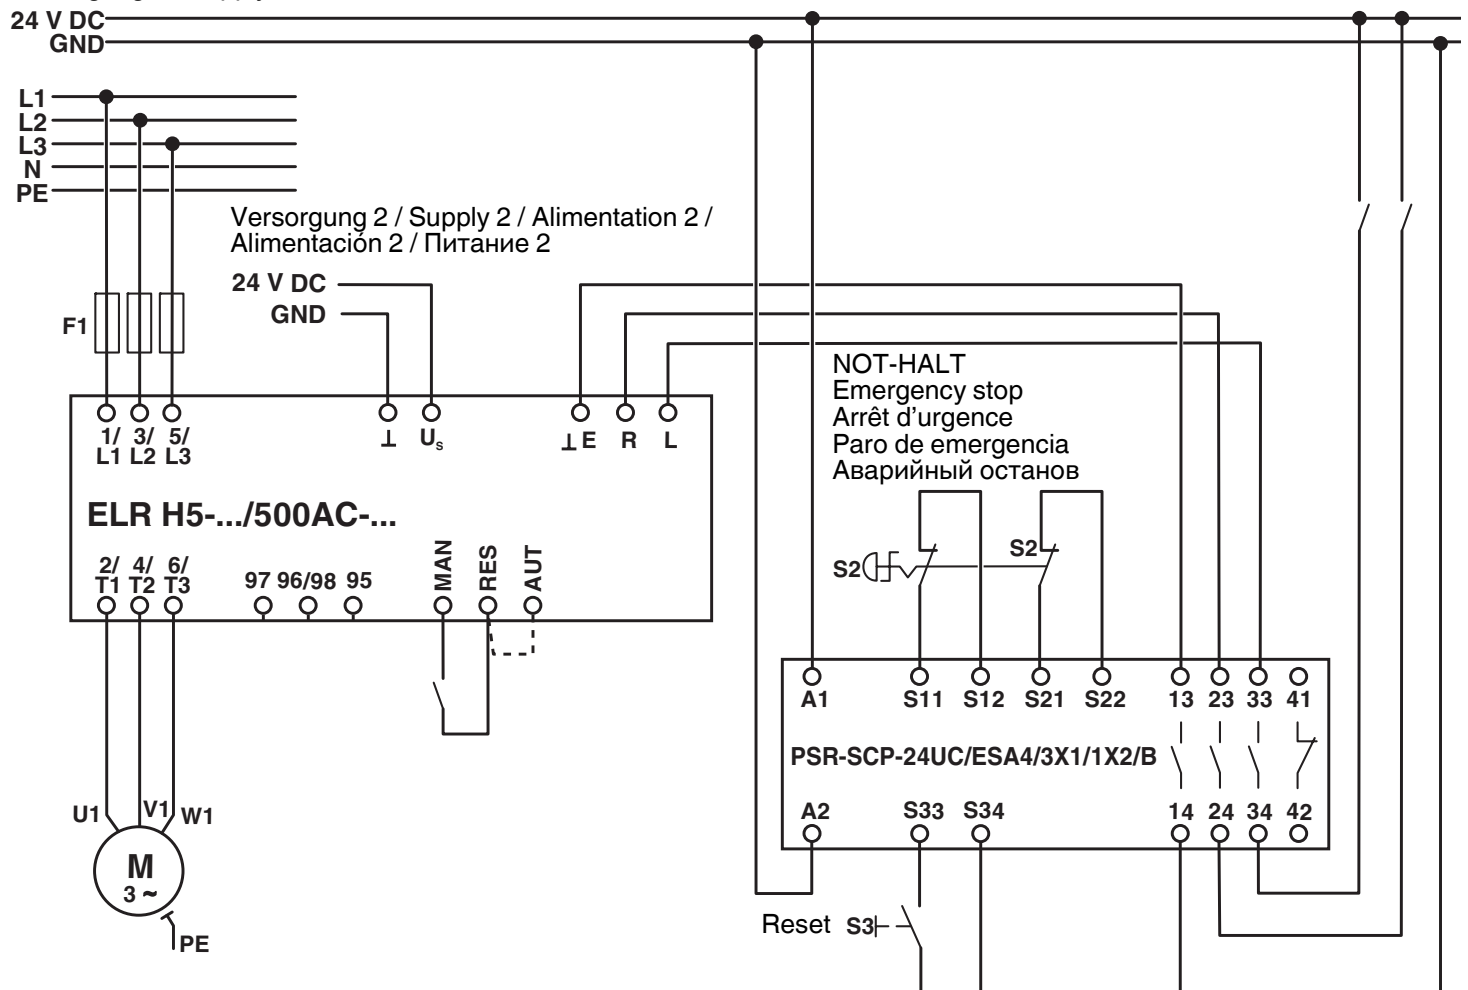 24 V DC
GND
L1
L2
L3
N
PE
Versorgung 2 / Supply 2 / Alimentation 2 /
Alimentación 2 / Питание 2
24 V DC
GND
F1
1/ 3/ 5/
L1 L2 L3
⊥ Us
⊥E R L
NOT-HALT
Emergency stop
Arrêt d'urgence
Paro de emergencia
Аварийный останов
ELR H5-.../500AC-...
2/ 4/ 6/
T1 T2 T3
97 96/98 95
MAN
RES
AUT
S2
S2
A1 S11 S12 S21 S22 13 23 33 41
PSR-SCP-24UC/ESA4/3X1/1X2/B
A2 S33 S34 14 24 34 42
U1 V1 W1
M
3 ~
PE
Reset S3